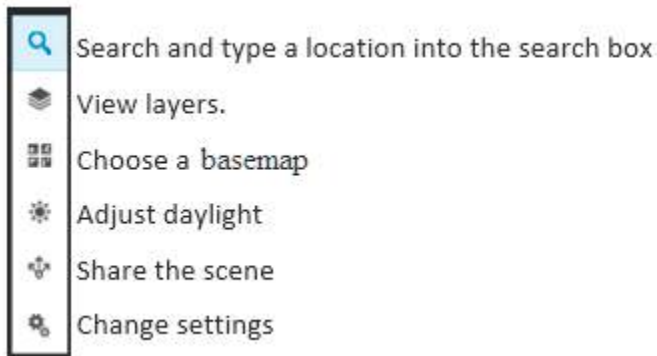 Search and type a location into the search box
View layers.
Choose a basemap
Adjust daylight
Share the scene
Change settings